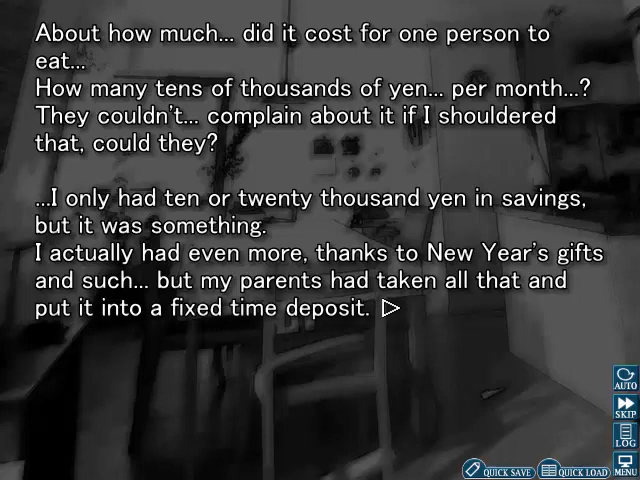 About how much... did it cost for one person to
eat...
How many tens of thousands of yen... per month...?
They couldn't... complain about it if I shouldered
that, could they?
...I only had ten or twenty thousand yen in savings,
but it was something.
I actually had even more, thanks to New Year's gifts
and such... but my parents had taken all that and
put it into a fixed time deposit.
AUTO
SKIP
LOG
MENU
QUICK SAVE
QUICK LOAD